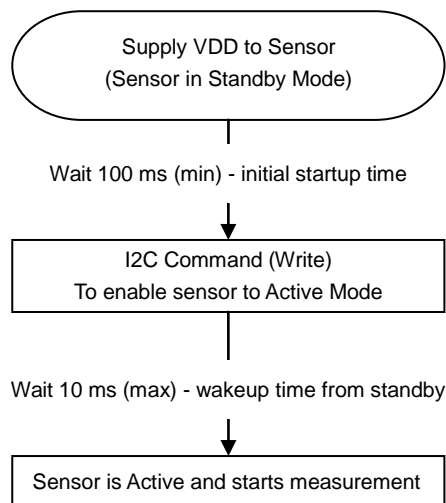 Supply VDD to Sensor
(Sensor in Standby Mode)
Wait 100 ms (min) - initial startup time
I2C Command (Write)
To enable sensor to Active Mode
Wait 10 ms (max) - wakeup time from standby
Sensor is Active and starts measurement